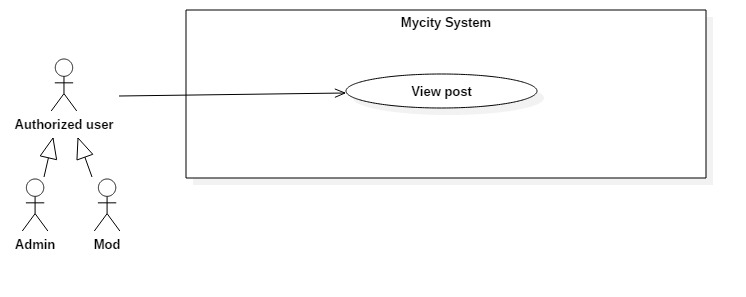 Mycity System
View post
Authorized user
Admin
Mod